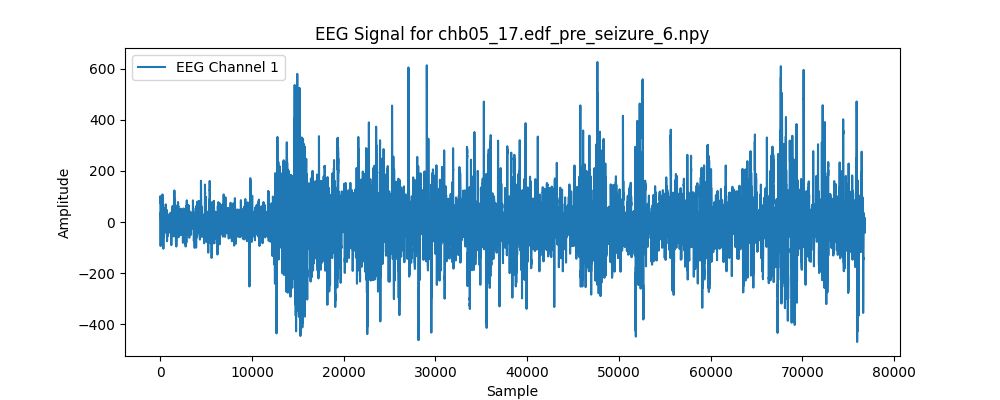 EEG Signal for chb05_17.edf_pre_seizure_6.npy
EEG Channel 1
Amplitude
600
400
200
0
−200
−400
0 10000 20000 30000 40000 50000 60000 70000 80000
Sample